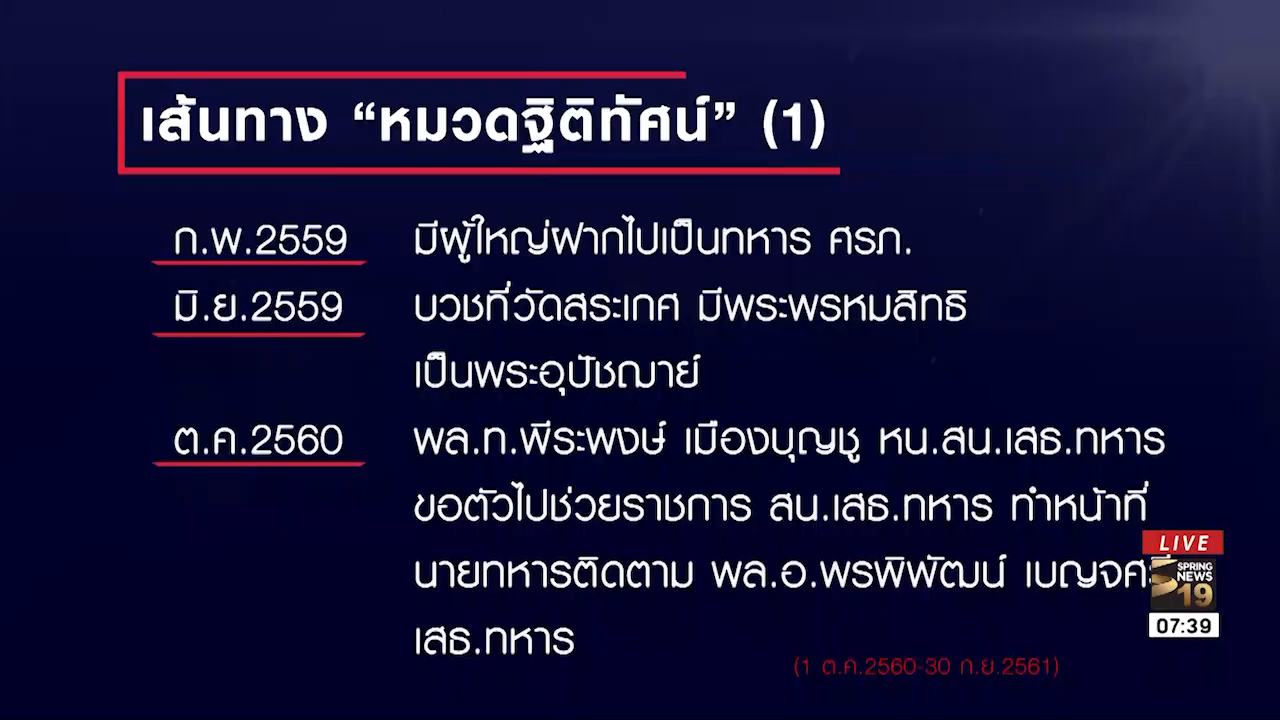 เส้นทาง “หมวดฐิติทัศน์” (1)
ก.พ.2559 มีผู้ใหญ่ฝากไปเป็นทหาร ศรภ.
มิ.ย.2559 บวชที่วัดสระเกศ มีพระพรหมสิทธิ
เป็นพระอุปัชฌาย์
ต.ค.2560 พล.ท.พีระพงษ์ เมืองบุญชู หน.สน.เสธ.ทหาร
ขอตัวไปช่วยราชการ สน.เสธ.ทหาร ทำหน้าที่
นายทหารติดตาม พล.อ.พรพิพัฒน์
เสธ.ทหาร
(1 ต.ค.2560-30 ก.ย.2561)
LIVE
SPRING
NEWS
19
07:39